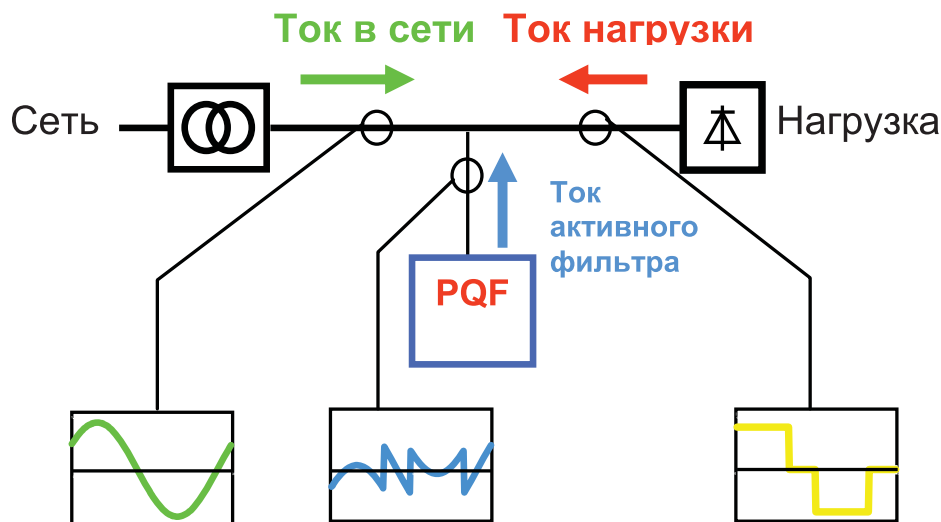 Ток в сети
Ток нагрузки
Сеть
Нагрузка
Ток
активного
фильтра
PQF